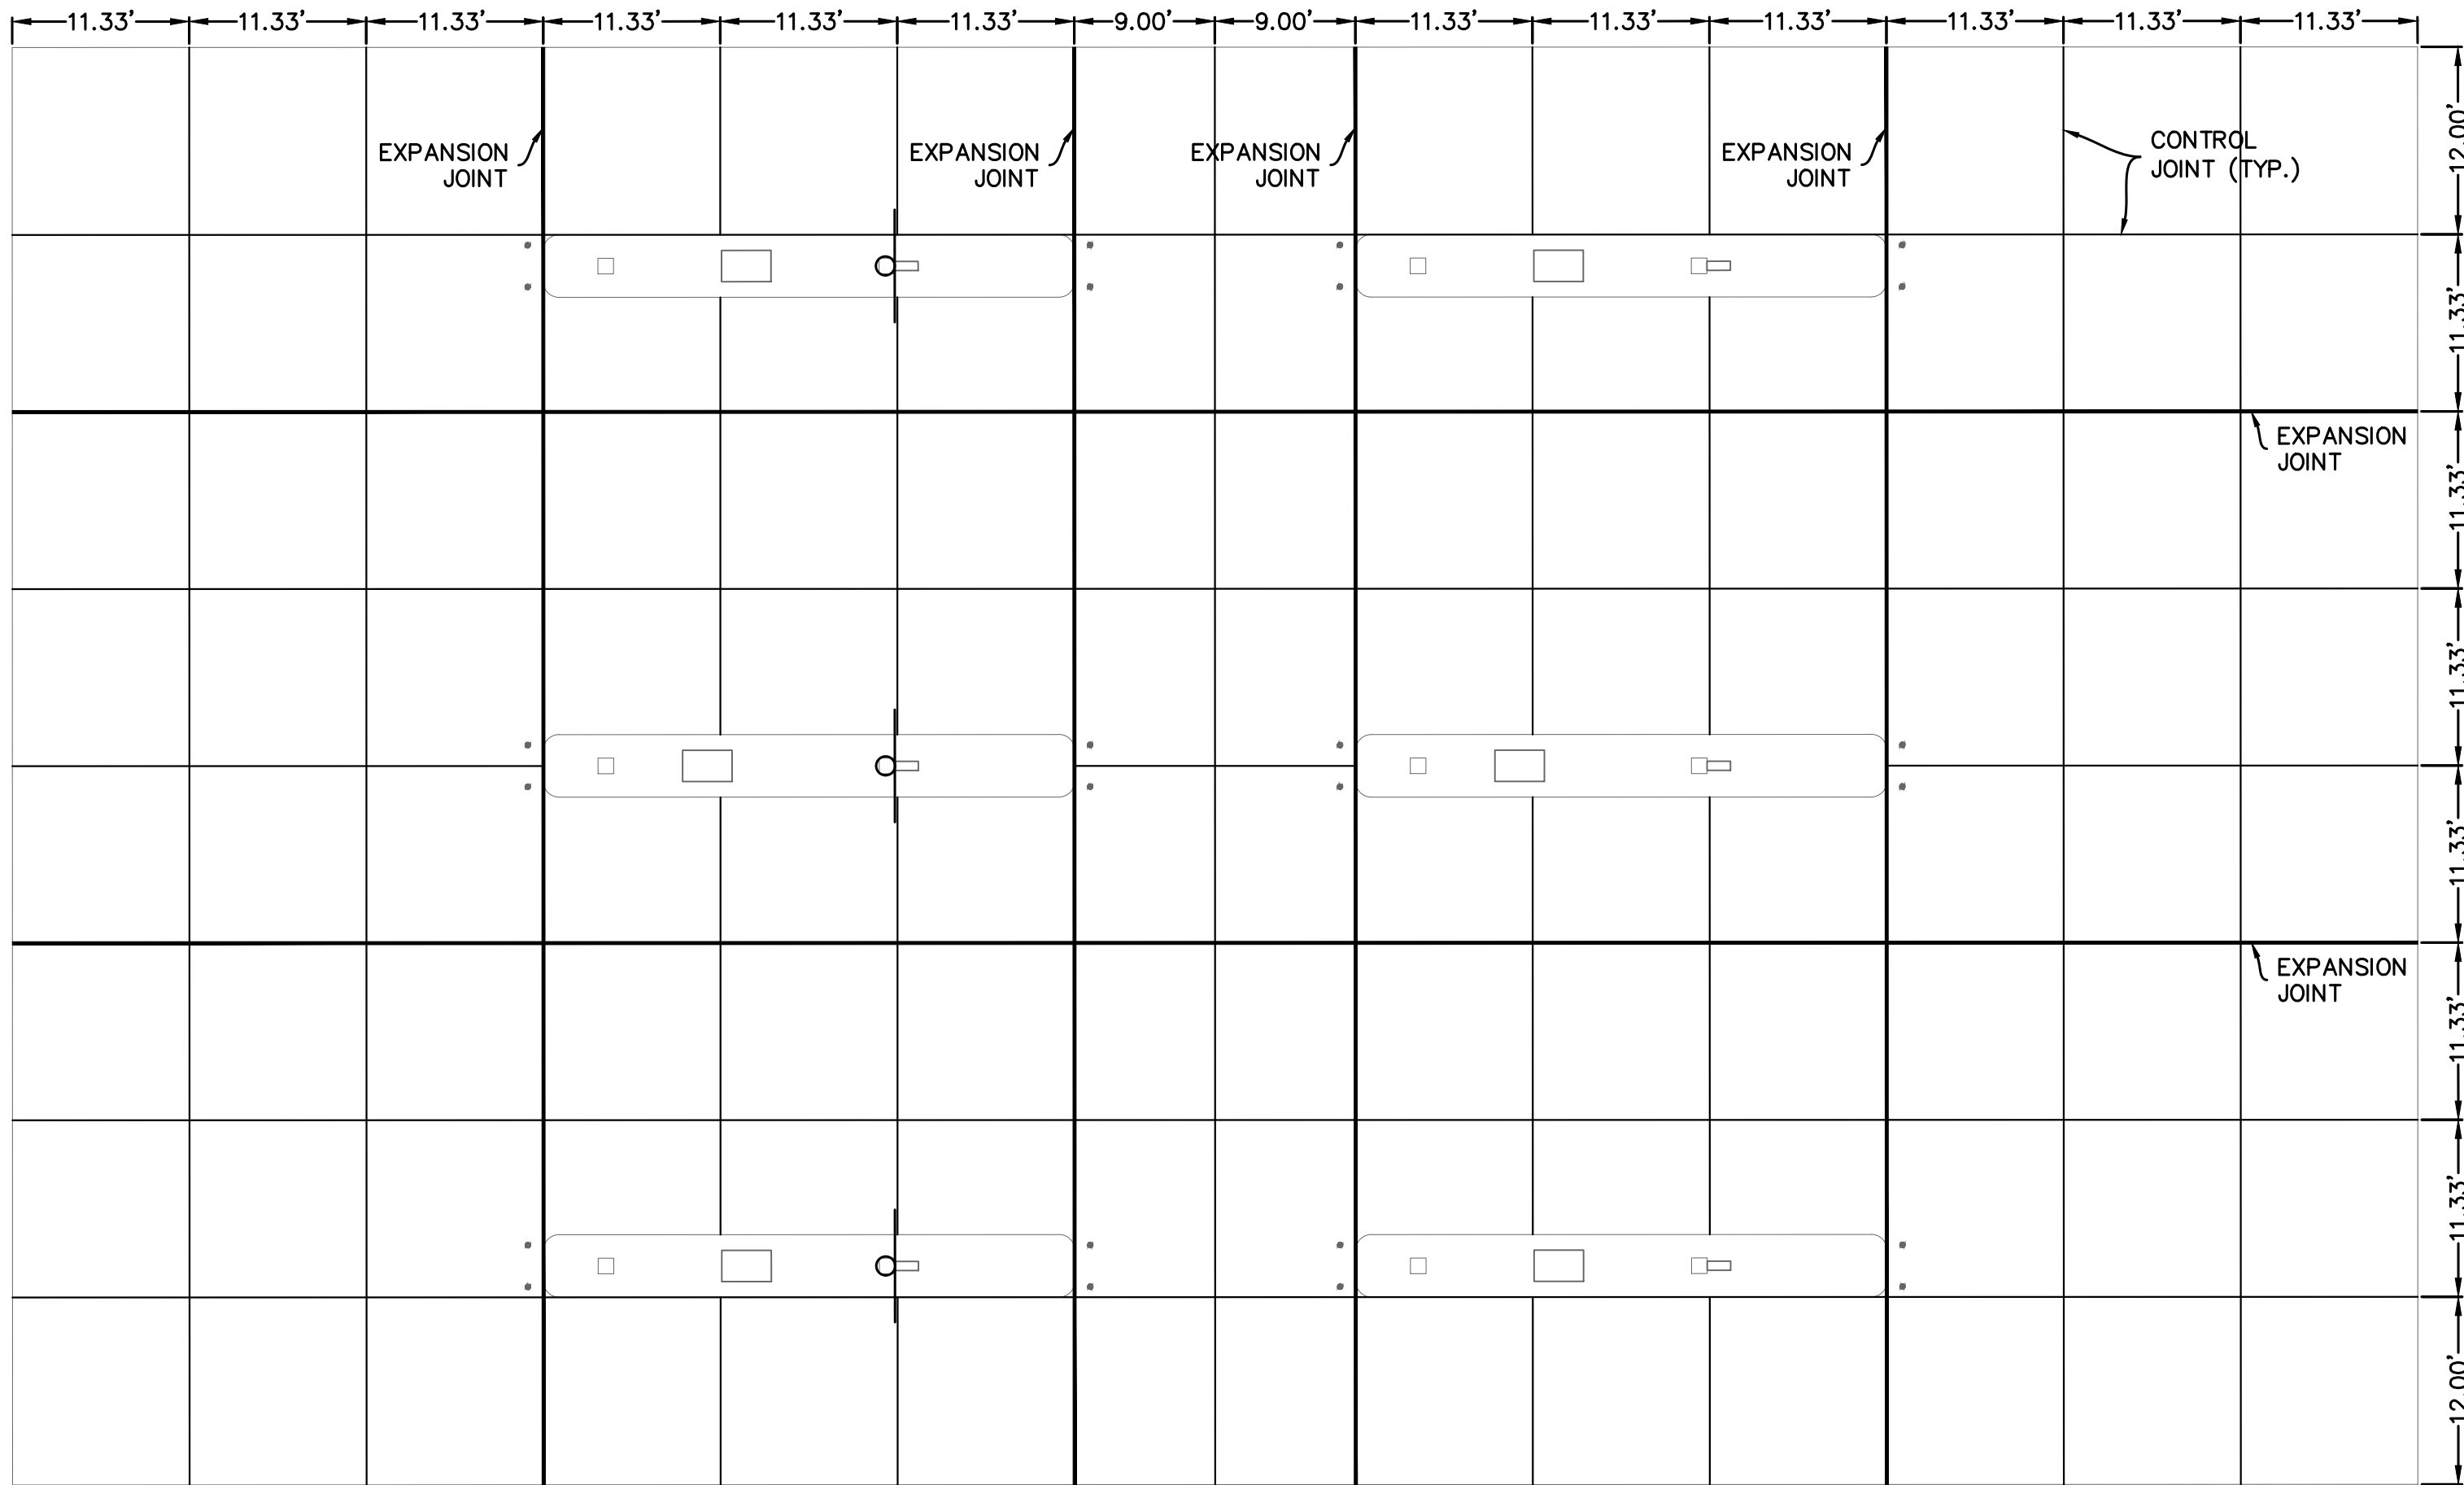 11.33' 11.33' 11.33' 11.33' 11.33' 11.33' 9.00' 9.00' 11.33' 11.33' 11.33' 11.33' 11.33' 11.33'
12.00'
EXPANSION
JOINT
EXPANSION
JOINT
EXPANSION
JOINT
EXPANSION
JOINT
CONTROL
JOINT (TYP.)
11.33'
EXPANSION
JOINT
11.33'
11.33'
11.33'
EXPANSION
JOINT
11.33'
11.33'
12.00'